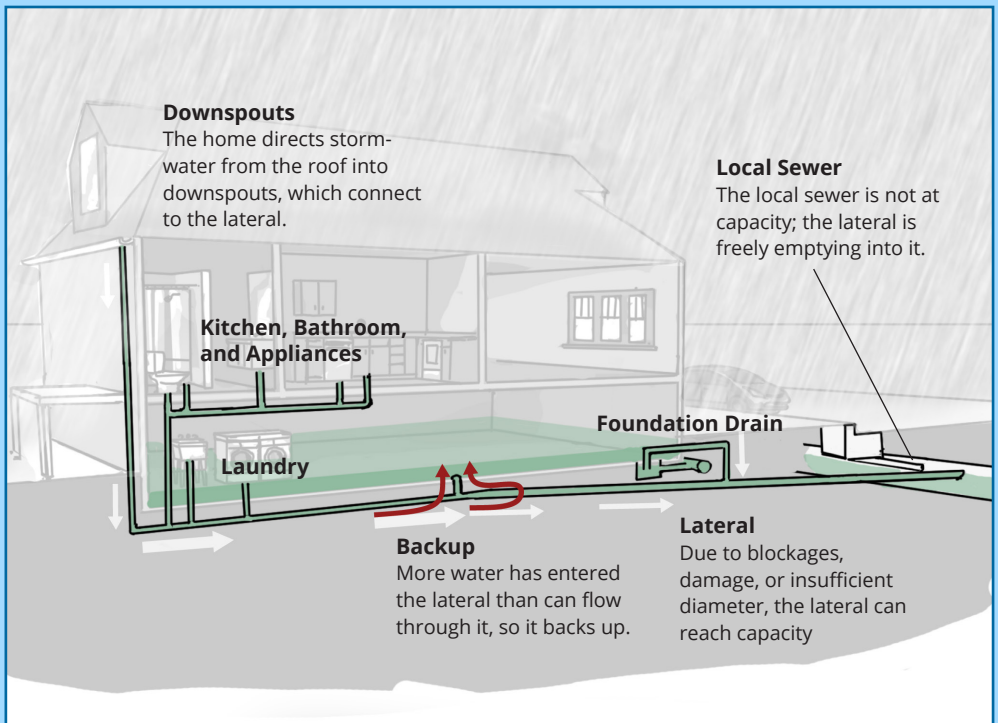 Downspouts
The home directs storm-
water from the roof into
downspouts, which connect
to the lateral.
Local Sewer
The local sewer is not at
capacity; the lateral is
freely emptying into it.
Kitchen, Bathroom,
and Appliances
Foundation Drain
Laundry
Backup
More water has entered
the lateral than can flow
through it, so it backs up.
Lateral
Due to blockages,
damage, or insufficient
diameter, the lateral can
reach capacity